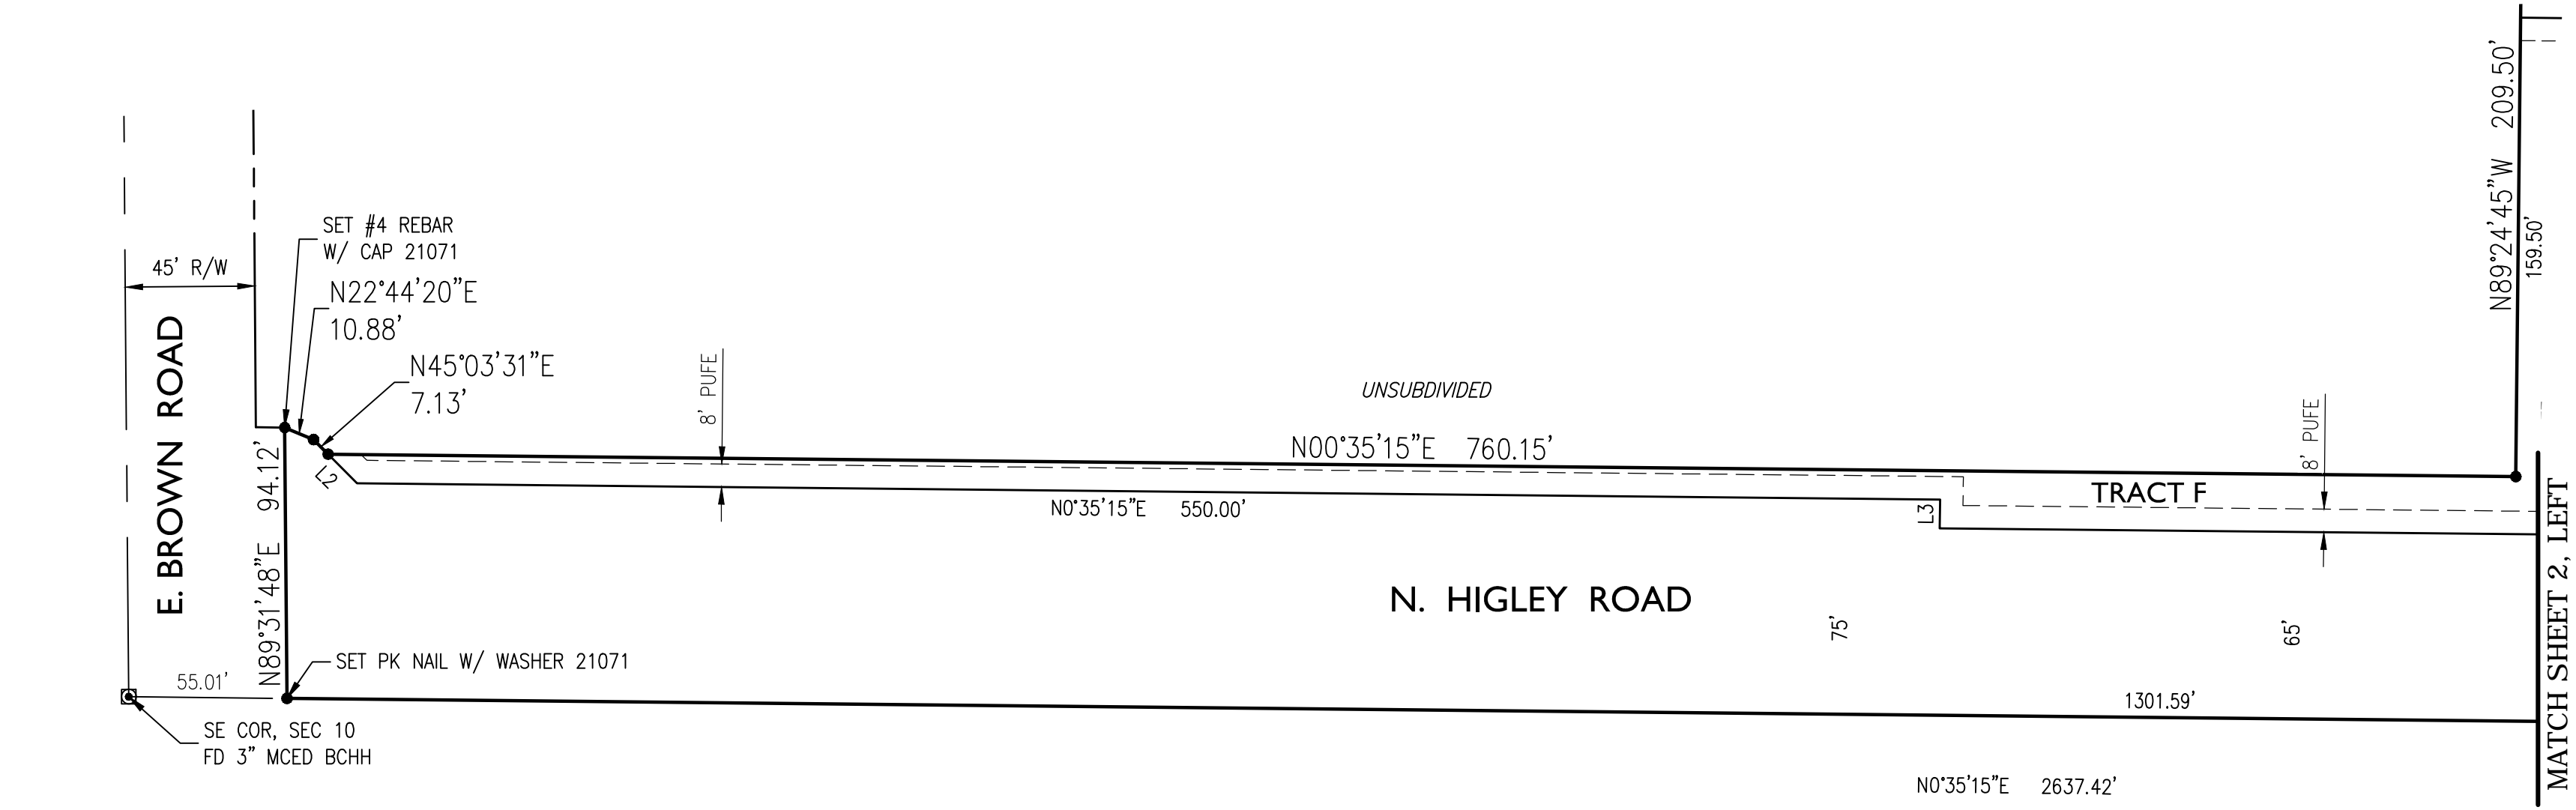 N89°24'45"W 209.50'
159.50'
SET #4 REBAR
W/ CAP 21071
45' R/W
N22°44'20"E
10.88'
N45°03'31"E
7.13'
E. BROWN ROAD
8' PUFE
UNSUBDIVIDED
8' PUFE
N00°35'15"E 760.15'
L2
N89°31'48"E 94.12'
TRACT F
N0°35'15"E 550.00'
L3
N. HIGLEY ROAD
75'
65'
MATCH SHEET 2, LEFT
SET PK NAIL W/ WASHER 21071
55.01'
1301.59'
SE COR, SEC 10
FD 3" MCED BCHH
N0°35'15"E 2637.42'